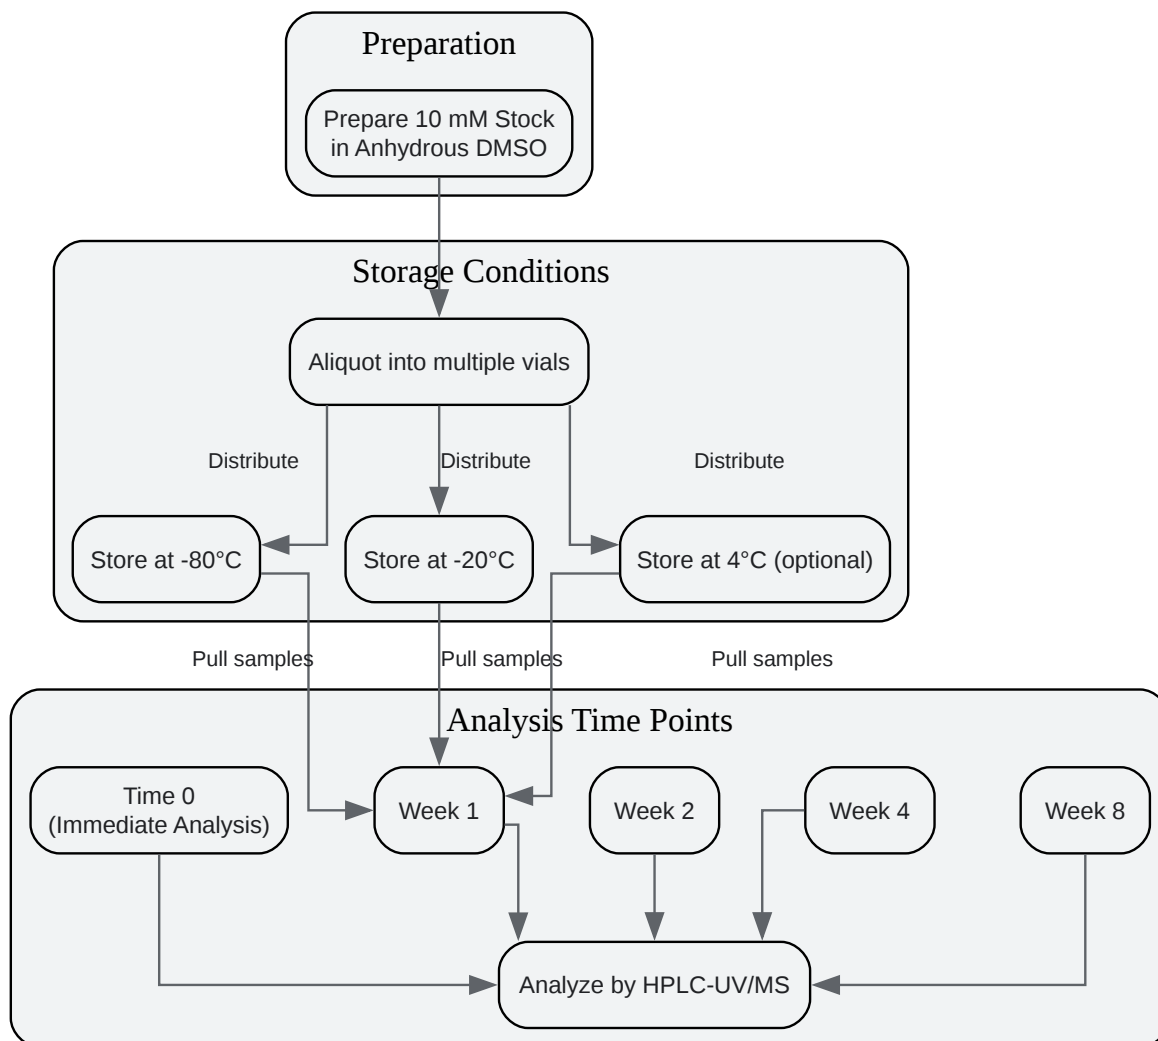 Preparation
Prepare 10 mM Stock
in Anhydrous DMSO
Storage Conditions
Aliquot into multiple vials
Distribute
Distribute
Distribute
Store at -80°C
Store at -20°C
Store at 4°C (optional)
Pull samples
Pull samples
Pull samples
Analysis Time Points
Time 0
(Immediate Analysis)
Week 1
Week 2
Week 4
Week 8
Analyze by HPLC-UV/MS